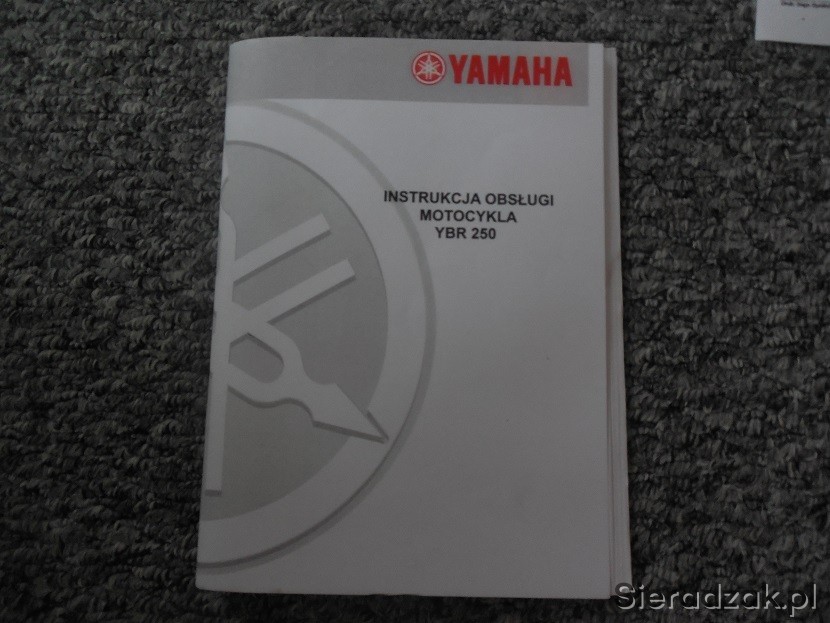 YAMAHA
INSTRUKCJA OBSŁUGI
MOTOCYKLA
YBR 250
Sieradzak.pl